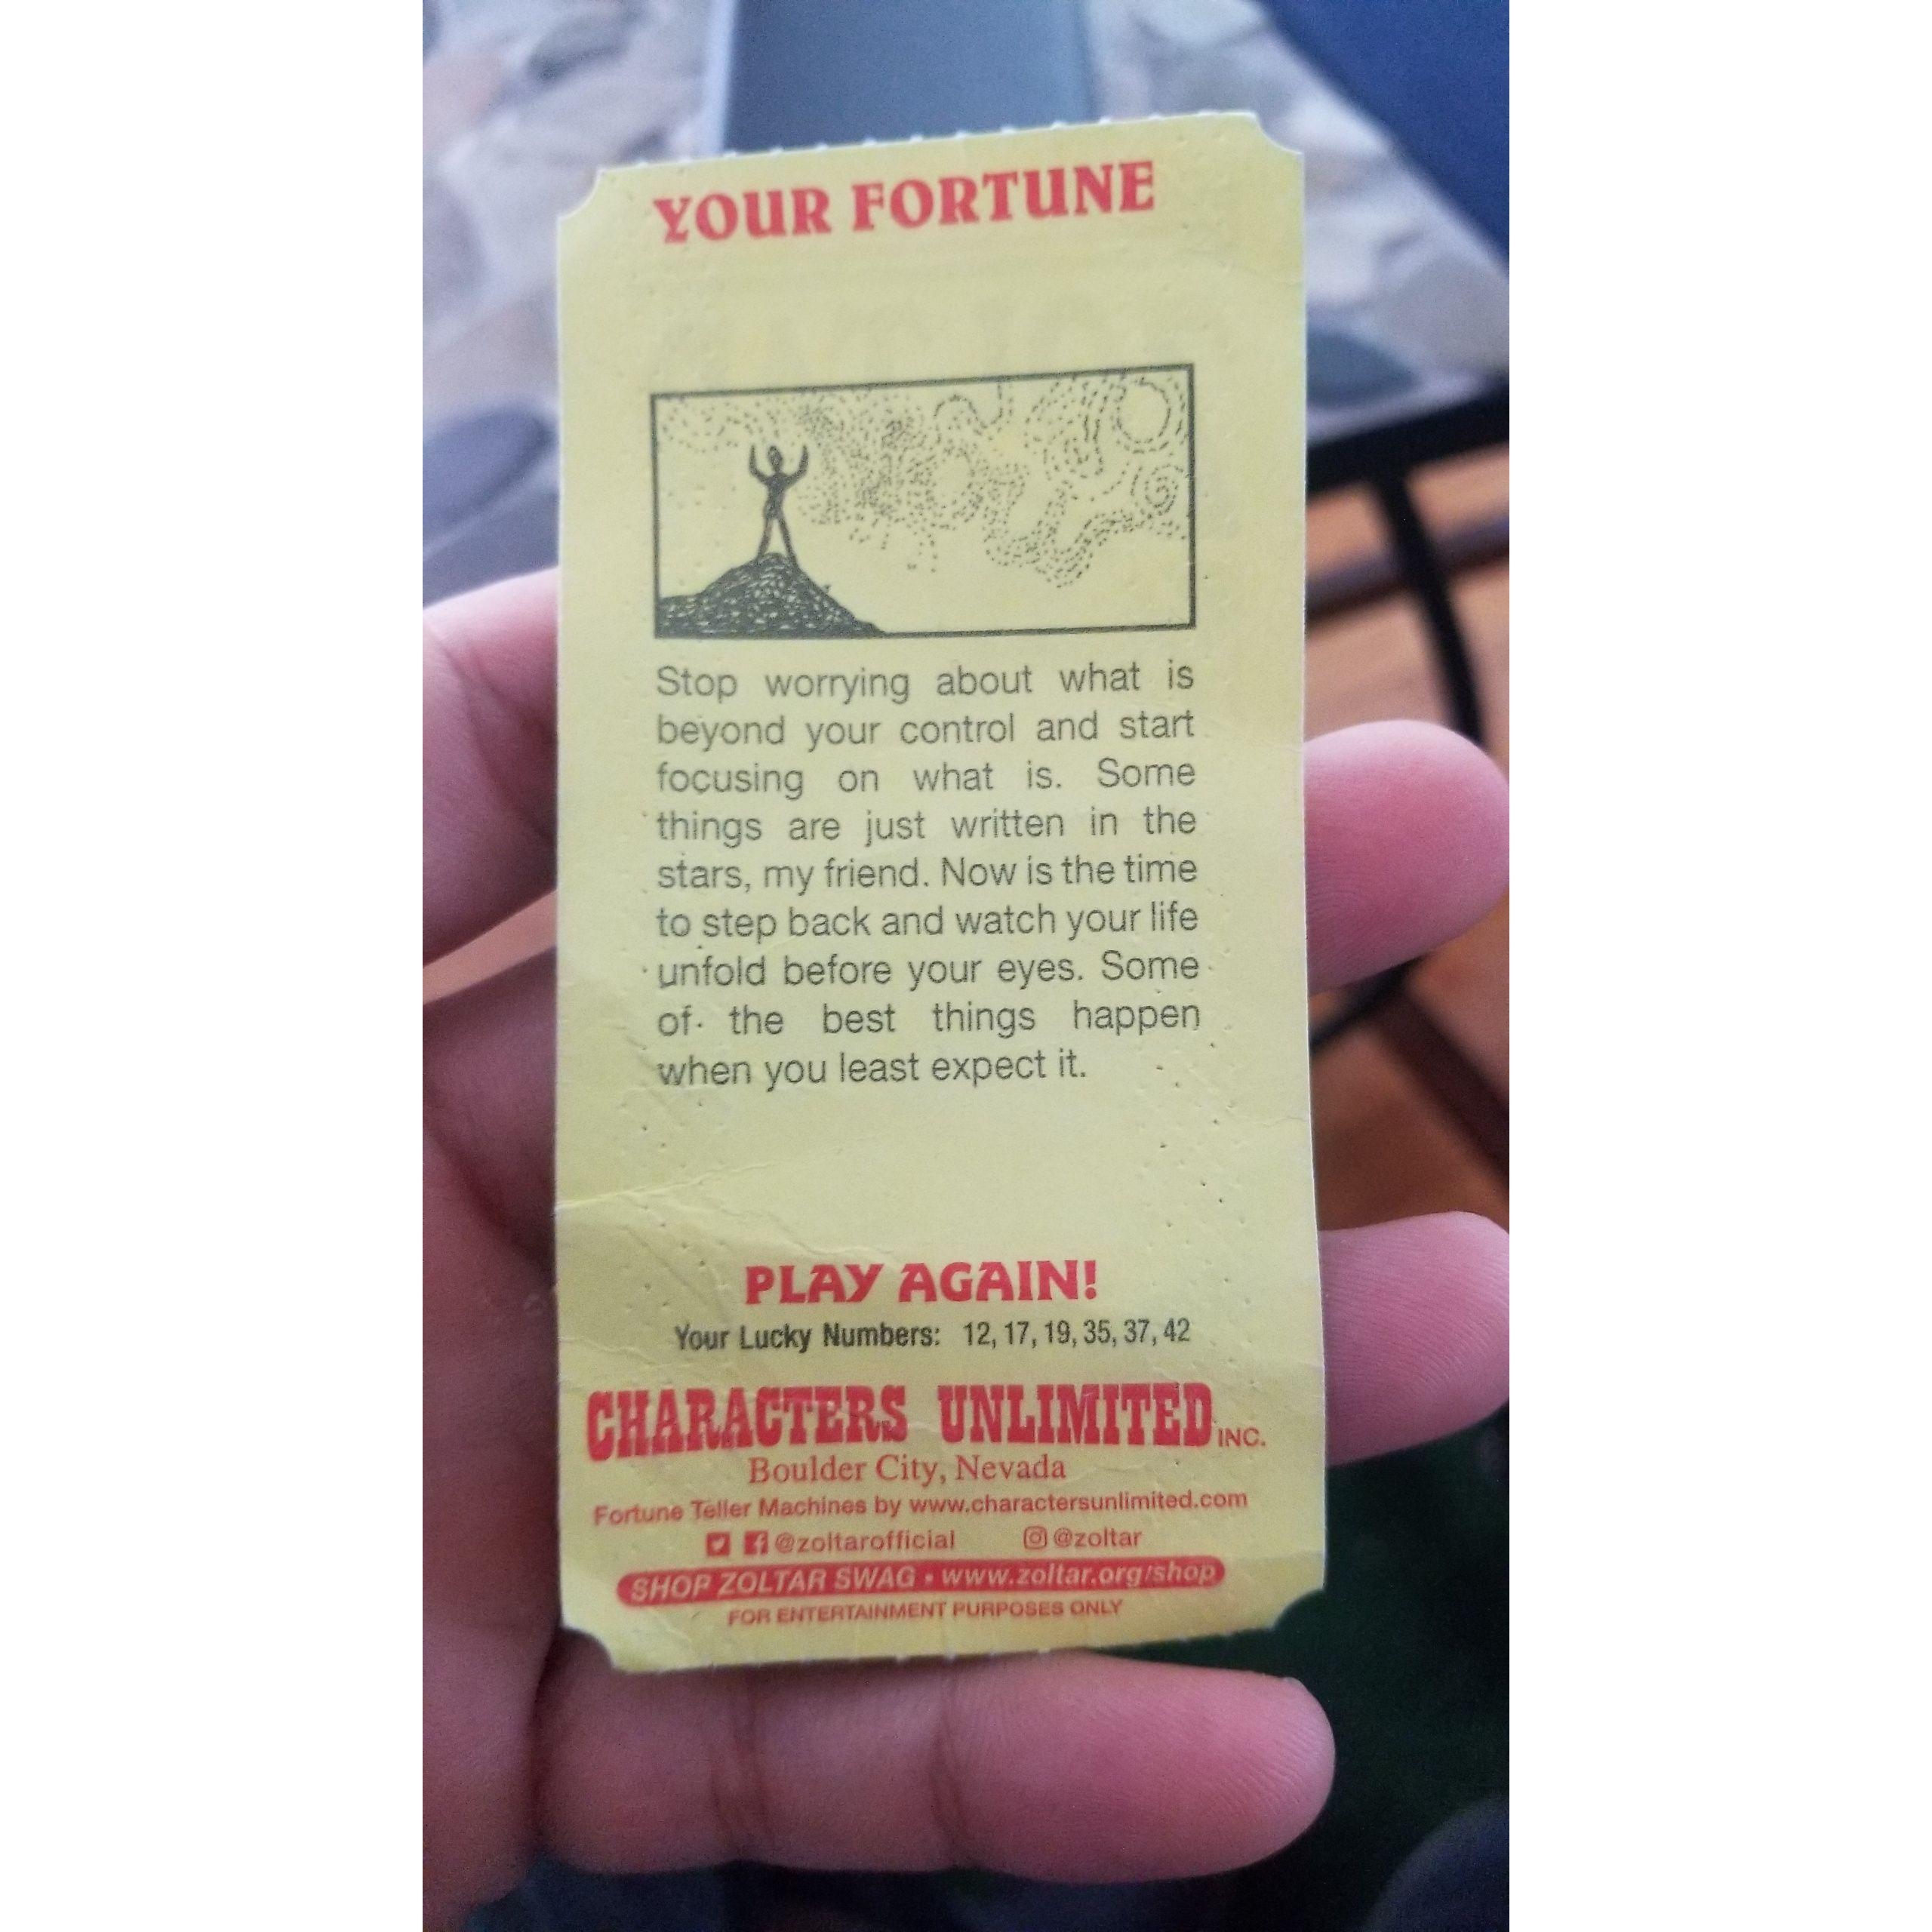 YOUR FORTUNE
Stop worrying about what is
beyond your control and start
focusing on what is. Some
things are just written in the
stars, my friend. Now is the time
to step back and watch your life
unfold before your eyes. Some
of the best things happen
when you least expect it.
PLAY AGAIN!
Your Lucky Numbers: 12, 17, 19, 35, 37, 42
CHARACTERS UNLIMITED INC.
Boulder City, Nevada
Fortune Teller Machines by www.charactersunlimited.com
@zoltarofficial @zoltar
SHOP ZOLTAR SWAG • www.zoltar.org/shop
FOR ENTERTAINMENT PURPOSES ONLY